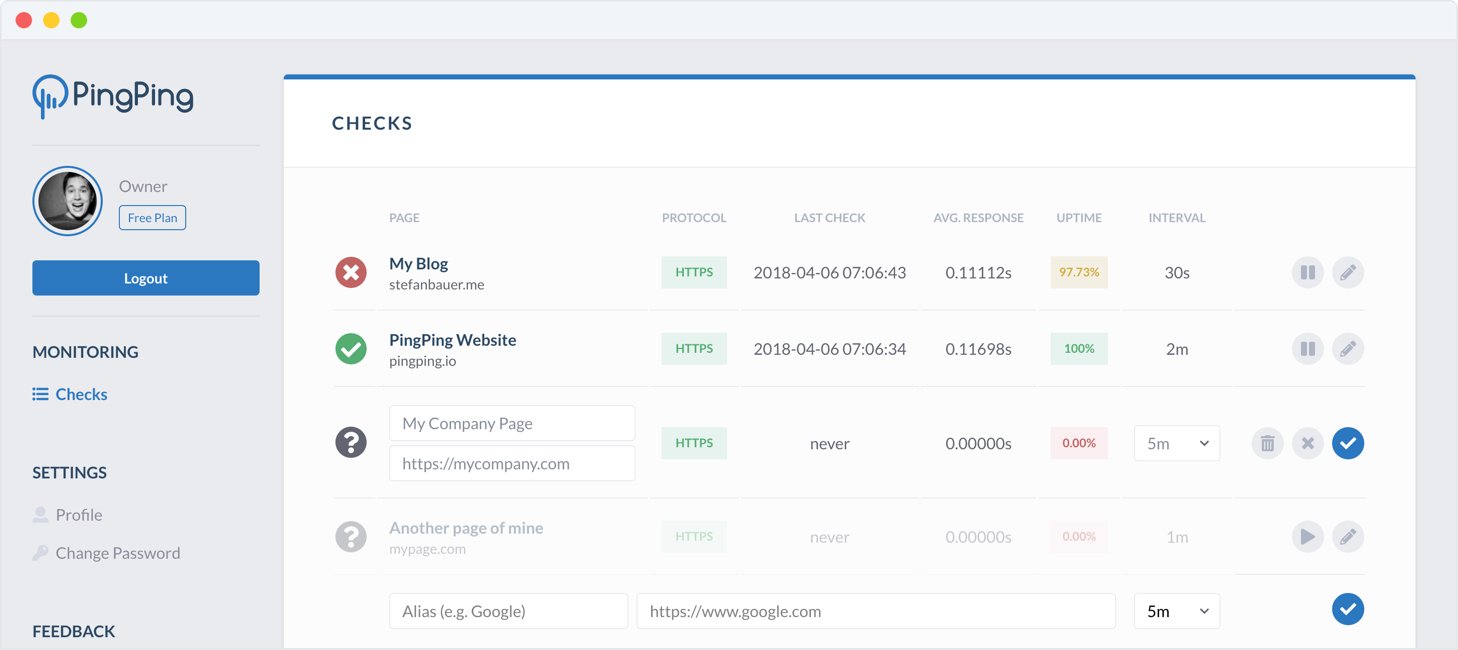 PingPing
Owner
Free Plan
Logout
MONITORING
Checks
SETTINGS
Profile
Change Password
FEEDBACK
CHECKS
PAGE PROTOCOL LAST CHECK AVG. RESPONSE UPTIME INTERVAL
My Blog
stefanbauer.me
HTTPS 2018-04-06 07:06:43 0.11112s 97.73% 30s
PingPing Website
pingping.io
HTTPS 2018-04-06 07:06:34 0.11698s 100% 2m
My Company Page
https://mycompany.com
HTTPS never 0.00000s 0.00% 5m
Another page of mine
mypage.com
HTTPS never 0.00000s 0.00% 1m
Alias (e.g. Google) https://www.google.com 5m